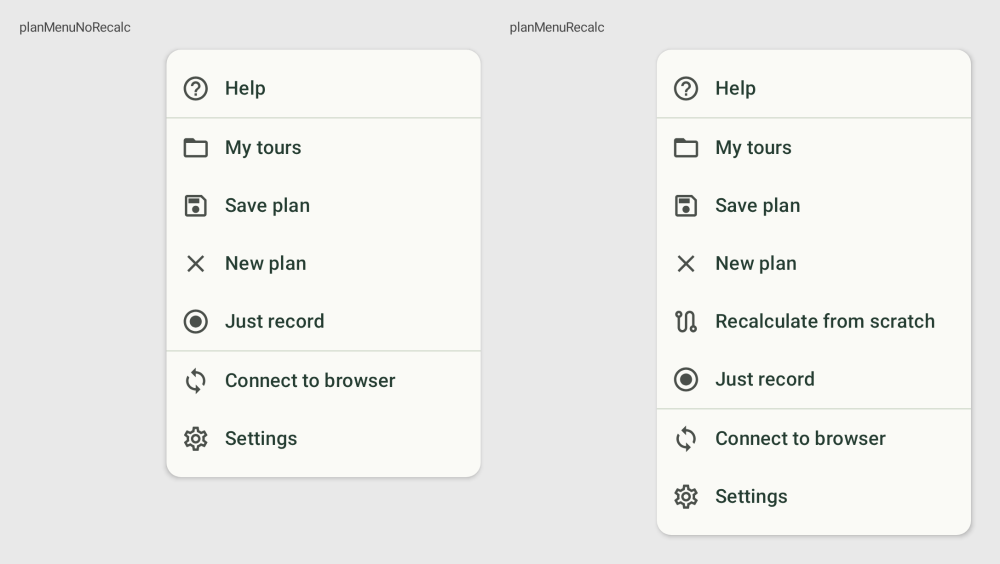 planMenuNoRecalc
Help
My tours
Save plan
New plan
Just record
Connect to browser
Settings
planMenuRecalc
Help
My tours
Save plan
New plan
Recalculate from scratch
Just record
Connect to browser
Settings